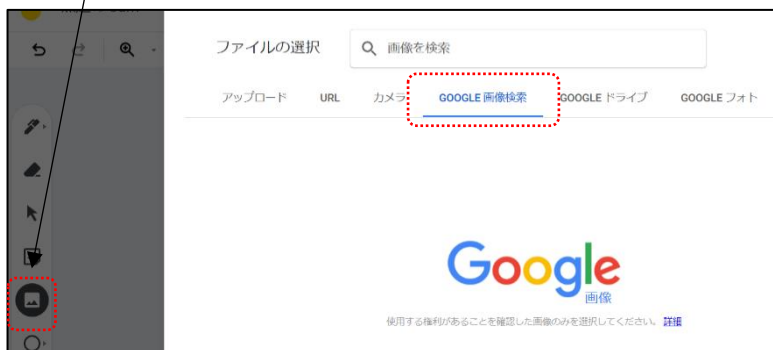 ファイルの選択
画像を検索
アップロード URL カメラ GOOGLE 画像検索 GOOGLE ドライブ GOOGLE フォト
Google
画像
使用する権利があることを確認した画像のみを選択してください。 詳細